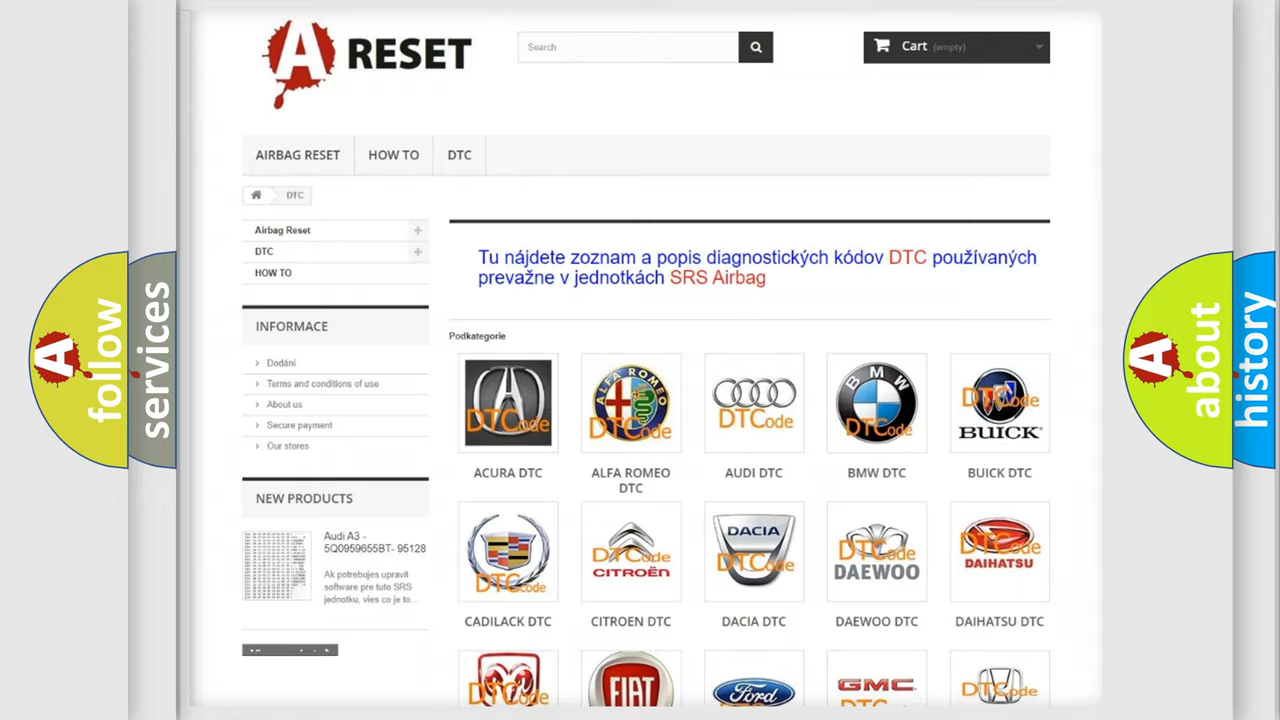 A RESET
Search
Cart (empty)
AIRBAG RESET
HOW TO
DTC
DTC
Airbag Reset
DTC
HOW TO
Tu nájdete zoznam a popis diagnostických kódov DTC používaných
prevažne v jednotkách SRS Airbag
INFORMACE
Dodání
Terms and conditions of use
About us
Secure payment
Our stores
Podkategorie
DTCode
ALFA ROMEO
DTCode
DTCode
BMW
DTCode
DTCode
BUICK
ACURA DTC
ALFA ROMEO
DTC
AUDI DTC
BMW DTC
BUICK DTC
NEW PRODUCTS
Audi A3 -
5Q0959655BT- 95128
Ak potrebujes upravit
software pre tuto SRS
jednotku, vies co je to...
DTCode
DTCode
CITROËN
DACIA
DTCode
DTCode
DAEWOO
DTCode
DAIHATSU
CADILACK DTC
CITROEN DTC
DACIA DTC
DAEWOO DTC
DAIHATSU DTC
DTCode
FIAT
Ford
GMC
DTCode
A follow
services
A about
history